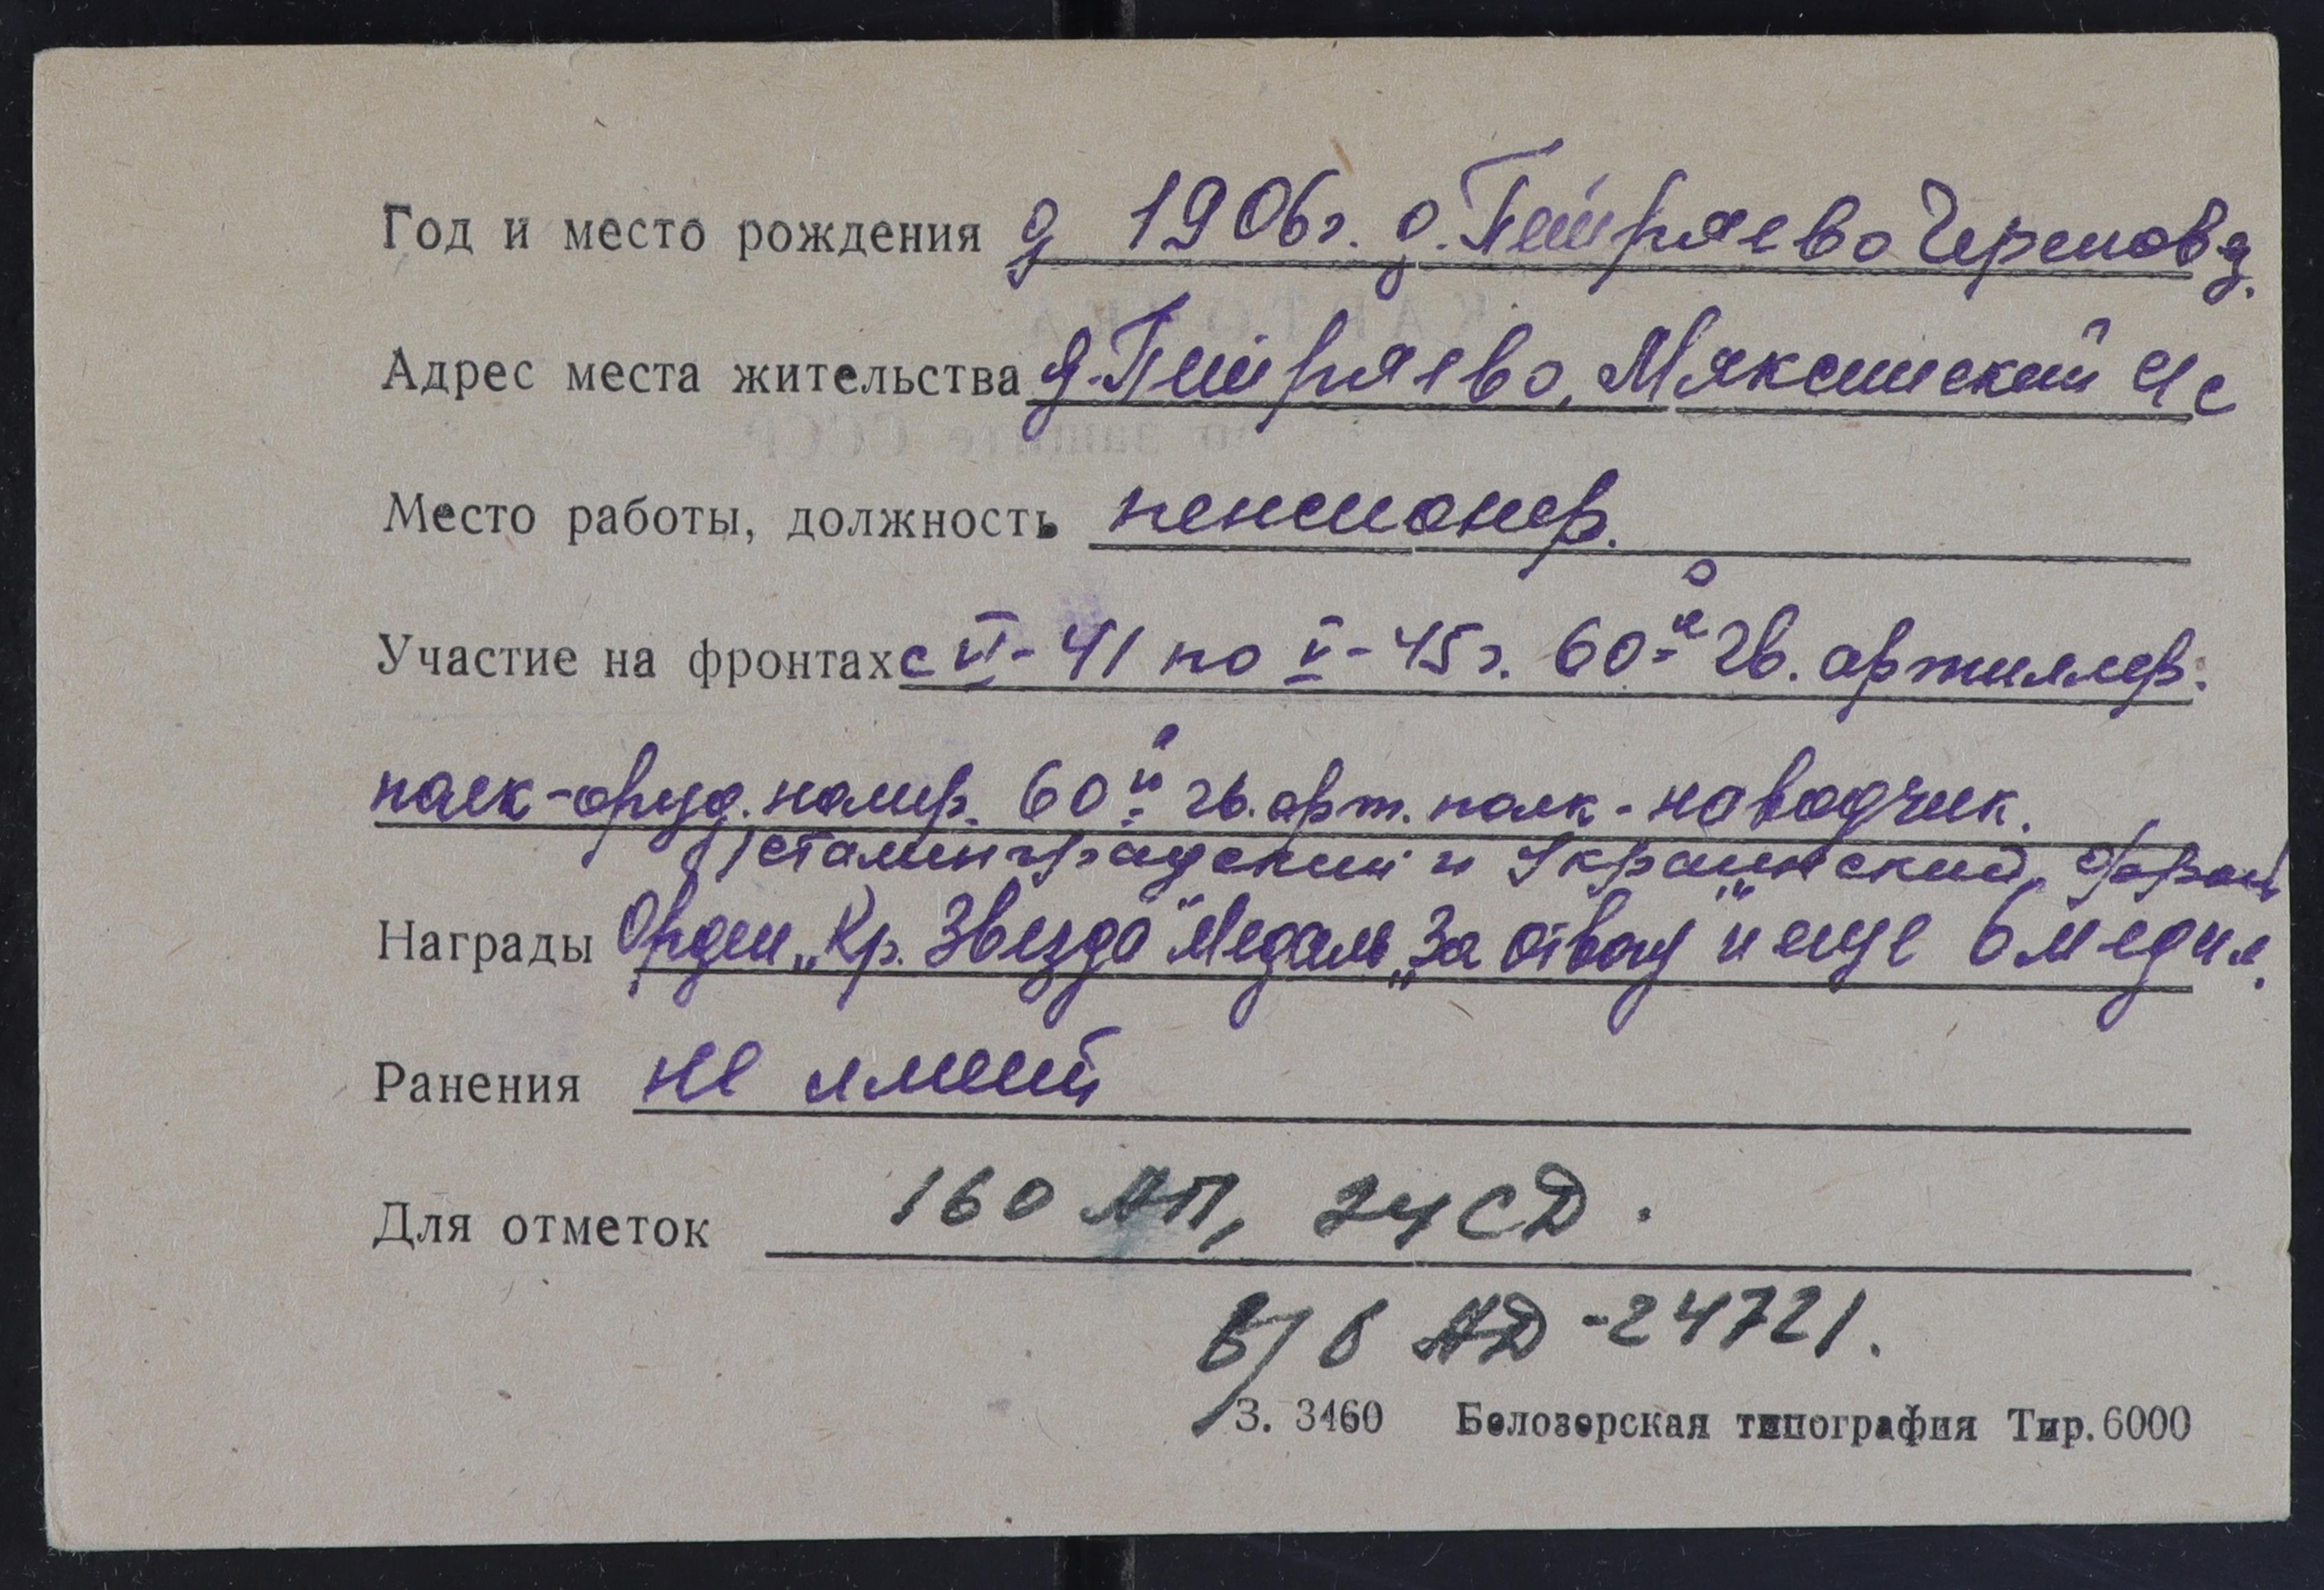 Год и место рождения д 1906г. д. Петряево Череповд.
Адрес места жительства д. Петряево, Мяксинский с/с
Место работы, должность пенсионер.
Участие на фронтах с VI-41 по V-45г. 60-й гв. артиллер.
полк-оруд. номер. 60-й гв. арт. полк-наводчик.
Сталинградский и Украинский фронт
Награды Орден „Кр. Звезда" Медаль „За отвагу" и еще 6 медал.
Ранения не имеет
Для отметок 160 АП, 24 СД.
в/б АД-24721.
З. 3460 Белозерская типография Тир. 6000